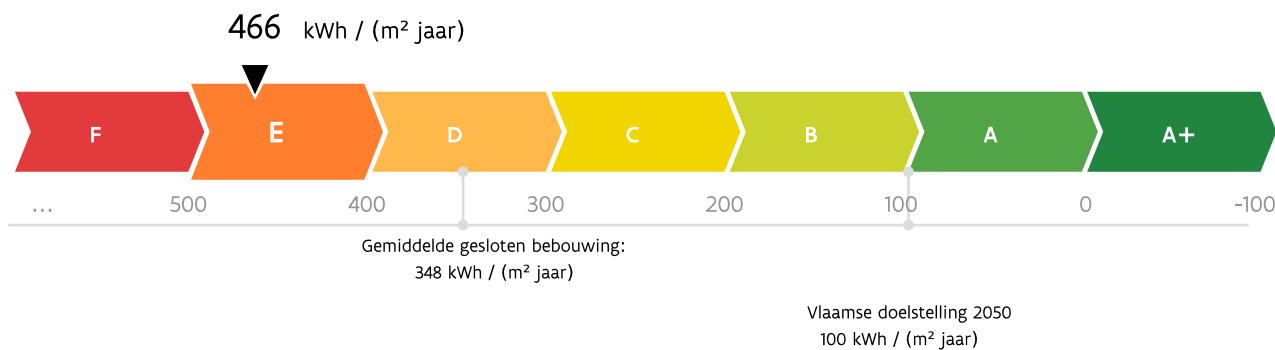 466 kWh / (m² jaar)
F E D C B A A+
... 500 400 300 200 100 0 -100
Gemiddelde gesloten bebouwing:
348 kWh / (m² jaar)
Vlaamse doelstelling 2050
100 kWh / (m² jaar)